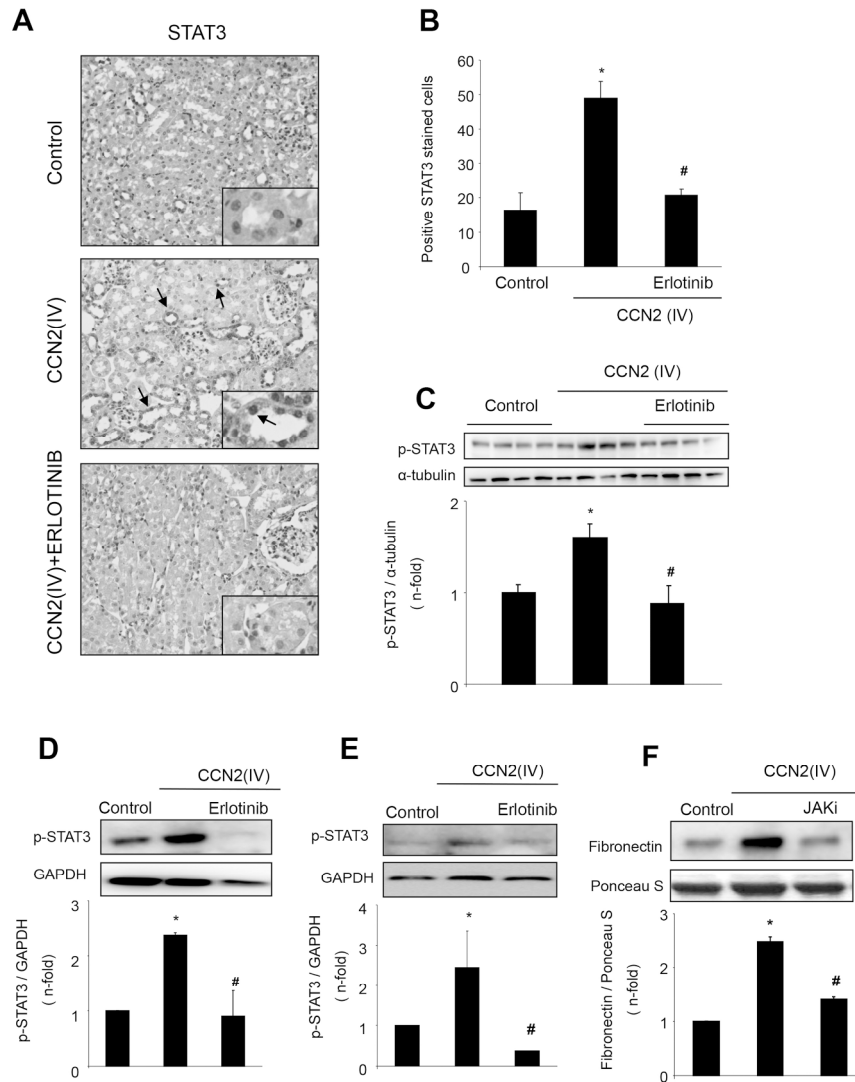 A
STAT3
Control
CCN2(IV)
CCN2(IV)+ERLOTINIB
B
Positive STAT3 stained cells
60
50
40
30
20
10
0
*
#
Control
Erlotinib
CCN2 (IV)
C
CCN2 (IV)
Control
Erlotinib
p-STAT3
α-tubulin
p-STAT3 / α-tubulin
( n-fold)
2
1
0
*
#
D
CCN2(IV)
Control
Erlotinib
p-STAT3
GAPDH
p-STAT3 / GAPDH
( n-fold)
3
2
1
0
*
#
E
CCN2(IV)
Control
Erlotinib
p-STAT3
GAPDH
p-STAT3 / GAPDH
( n-fold)
4
3
2
1
0
*
#
F
CCN2(IV)
Control
JAKi
Fibronectin
Ponceau S
Fibronectin / Ponceau S
( n-fold)
3
2
1
0
*
#